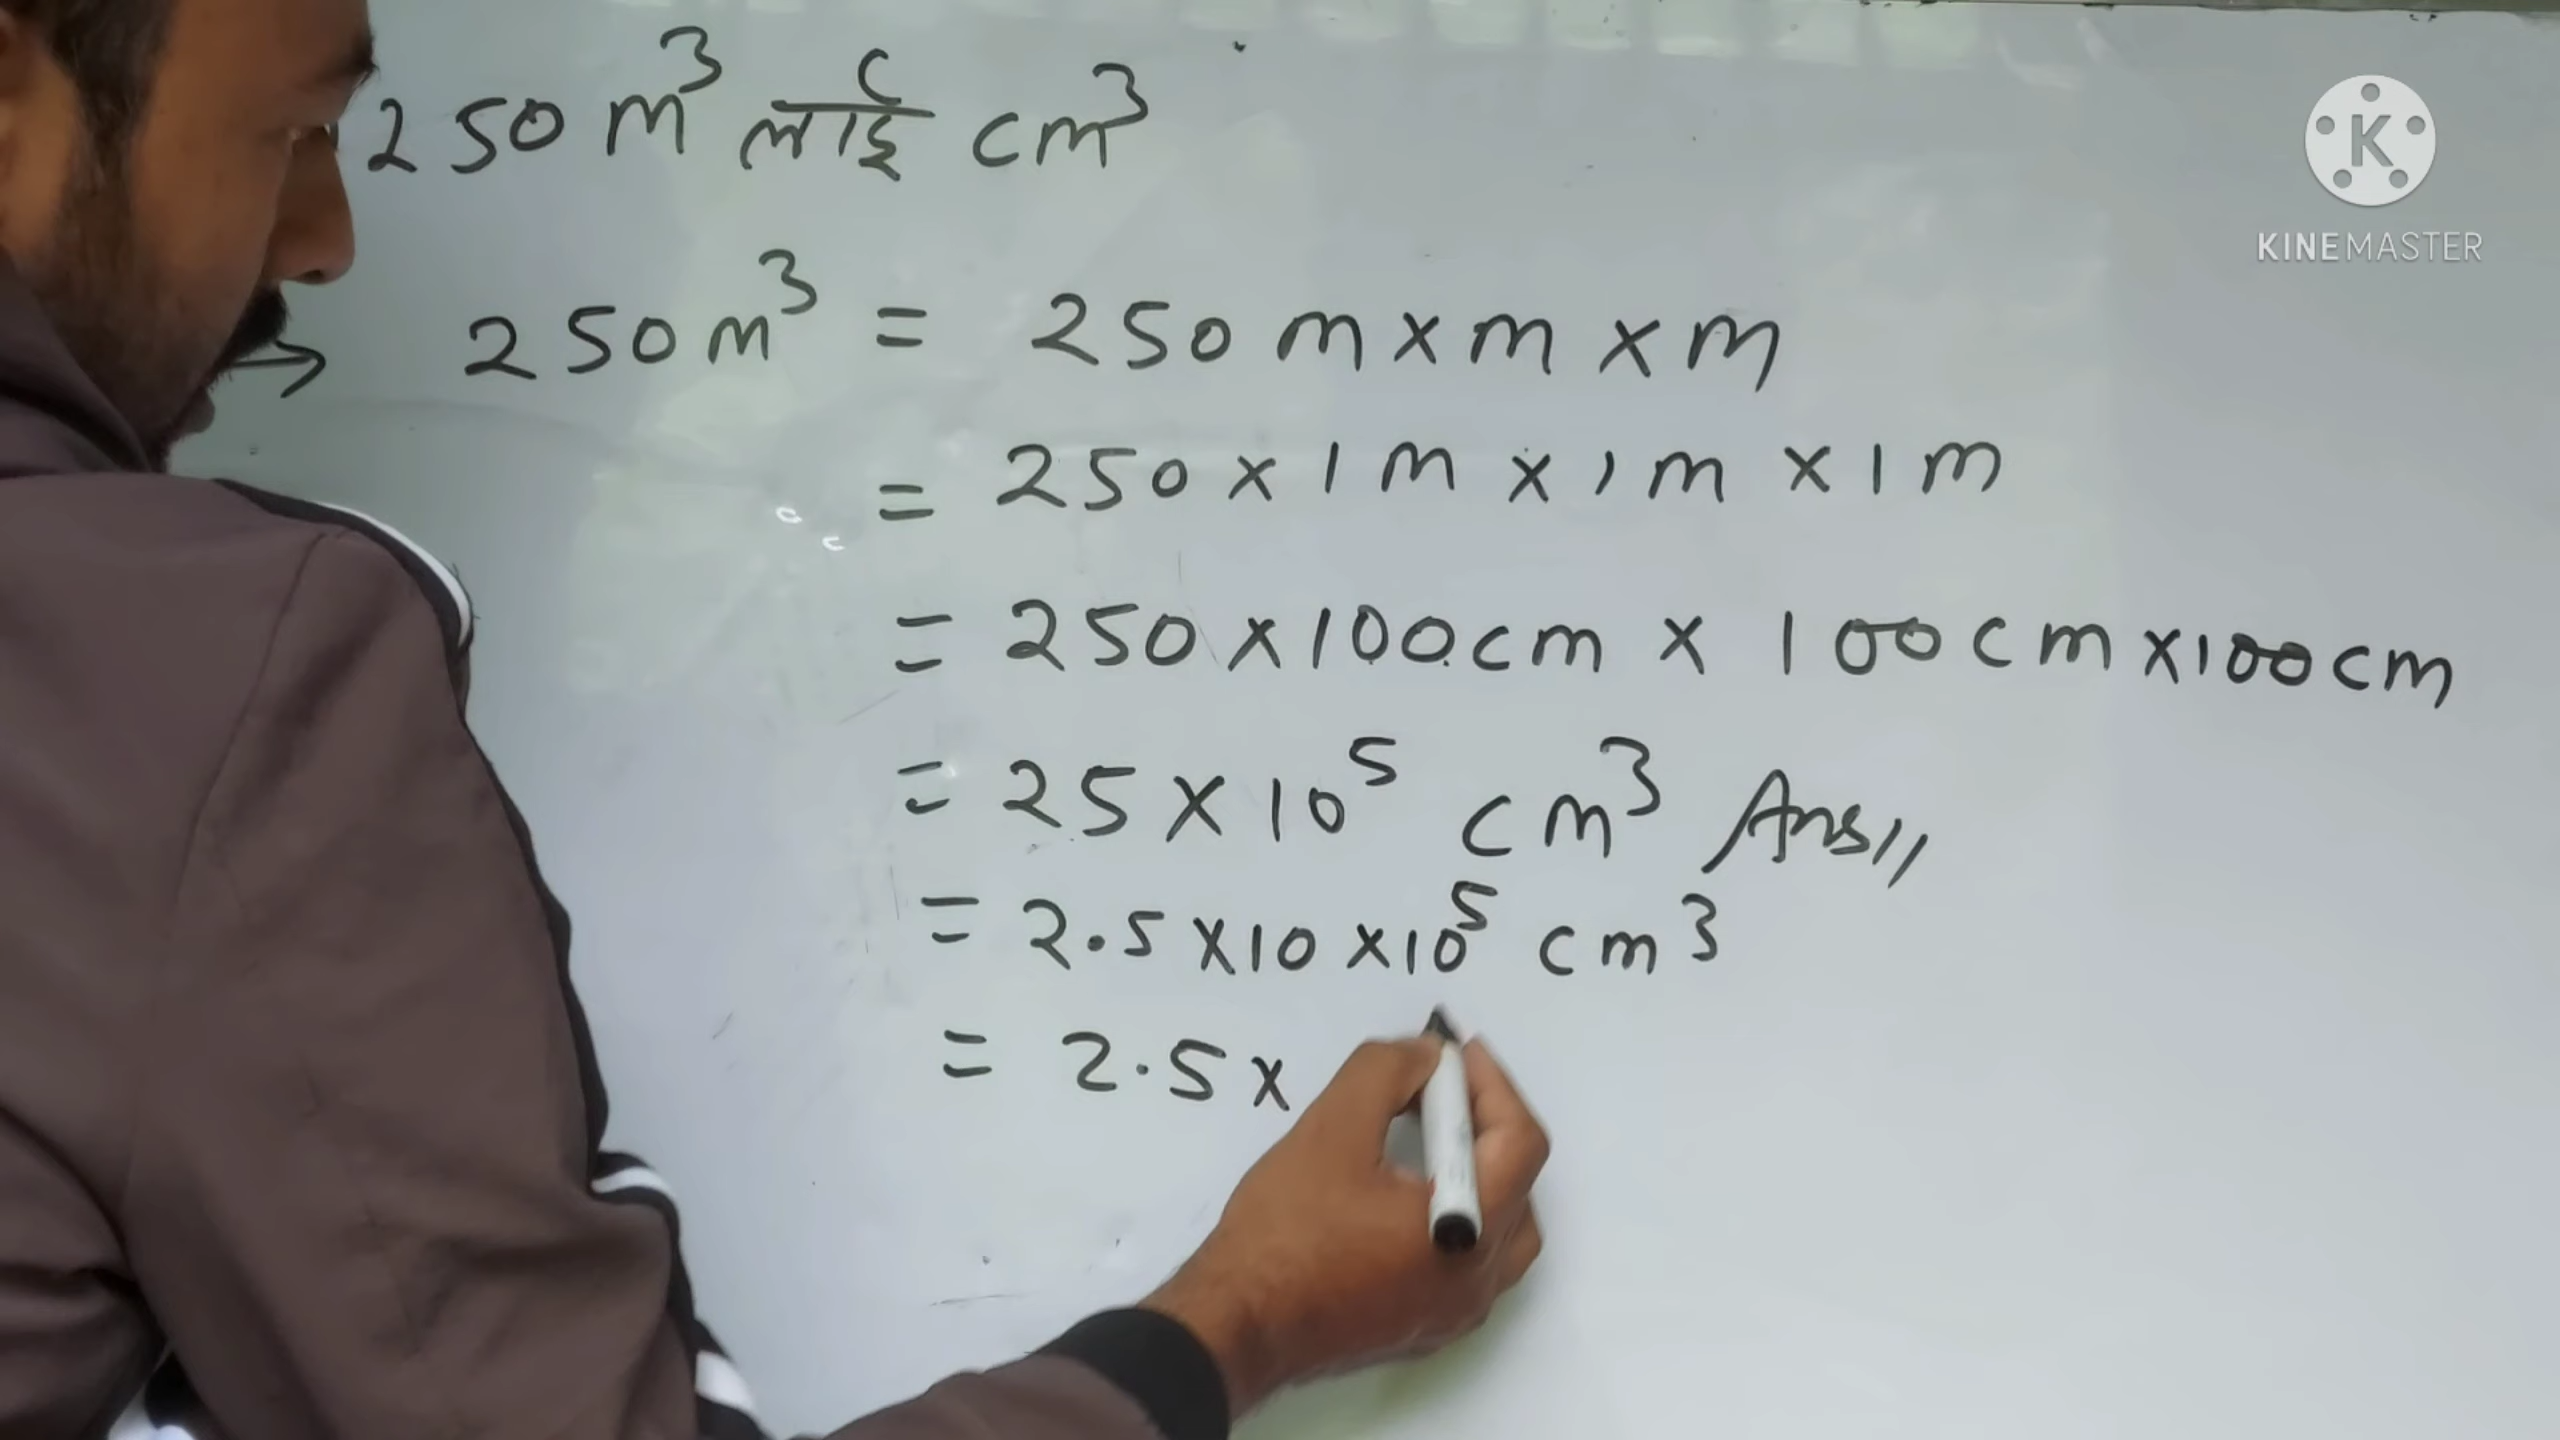 250 m³ लाई cm³
→ 250 m³ = 250 m × m × m
= 250 × 1 m × 1 m × 1 m
= 250 × 100 cm × 100 cm × 100 cm
= 25 × 10⁵ cm³ Ans//
= 2.5 × 10 × 10⁵ cm³
= 2.5 ×
K
KINEMASTER